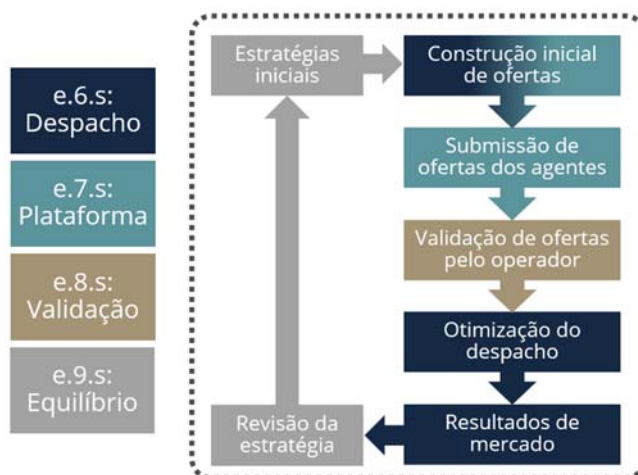 e.6.s:
Despacho
e.7.s:
Plataforma
e.8.s:
Validação
e.9.s:
Equilíbrio
Estratégias
iniciais
Construção inicial
de ofertas
Submissão de
ofertas dos agentes
Validação de ofertas
pelo operador
Otimização do
despacho
Resultados de
mercado
Revisão da
estratégia